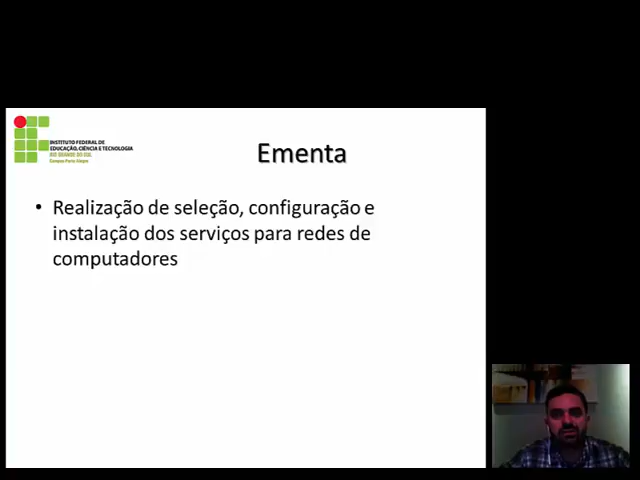 INSTITUTO FEDERAL DE
EDUCAÇÃO, CIÊNCIA E TECNOLOGIA
RIO GRANDE DO SUL
Campus Porto Alegre
Ementa
• Realização de seleção, configuração e
instalação dos serviços para redes de
computadores